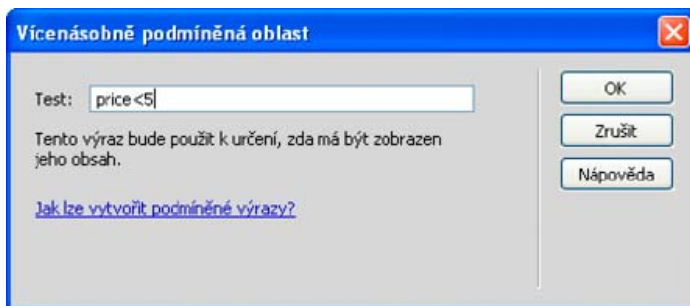 Vícenásobně podmíněná oblast
Test: price<5
Tento výraz bude použit k určení, zda má být zobrazen
jeho obsah.
Jak lze vytvořit podmíněné výrazy?
OK
Zrušit
Nápověda